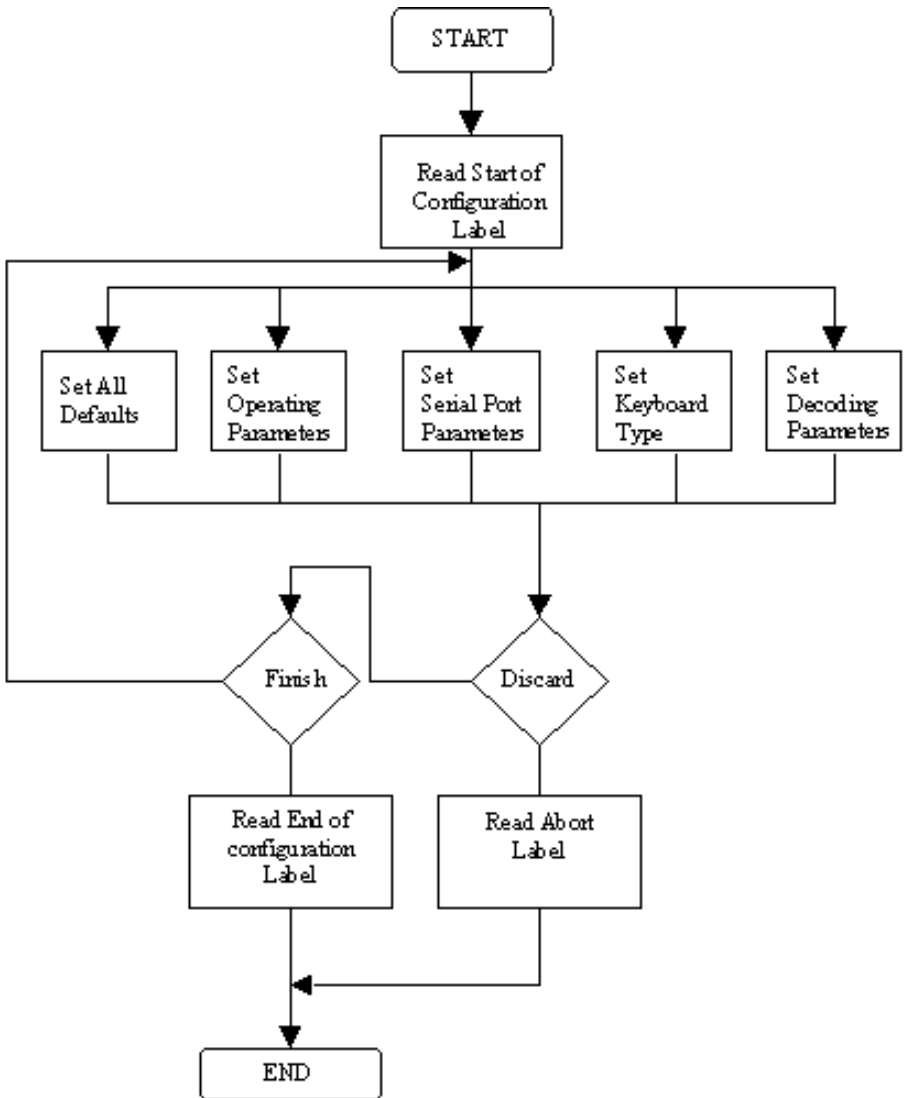 START
Read Start of
Configuration
Label
Set All
Defaults
Set
Operating
Parameters
Set
Serial Port
Parameters
Set
Keyboard
Type
Set
Decoding
Parameters
Finish
Discard
Read End of
configuration
Label
Read Abort
Label
END